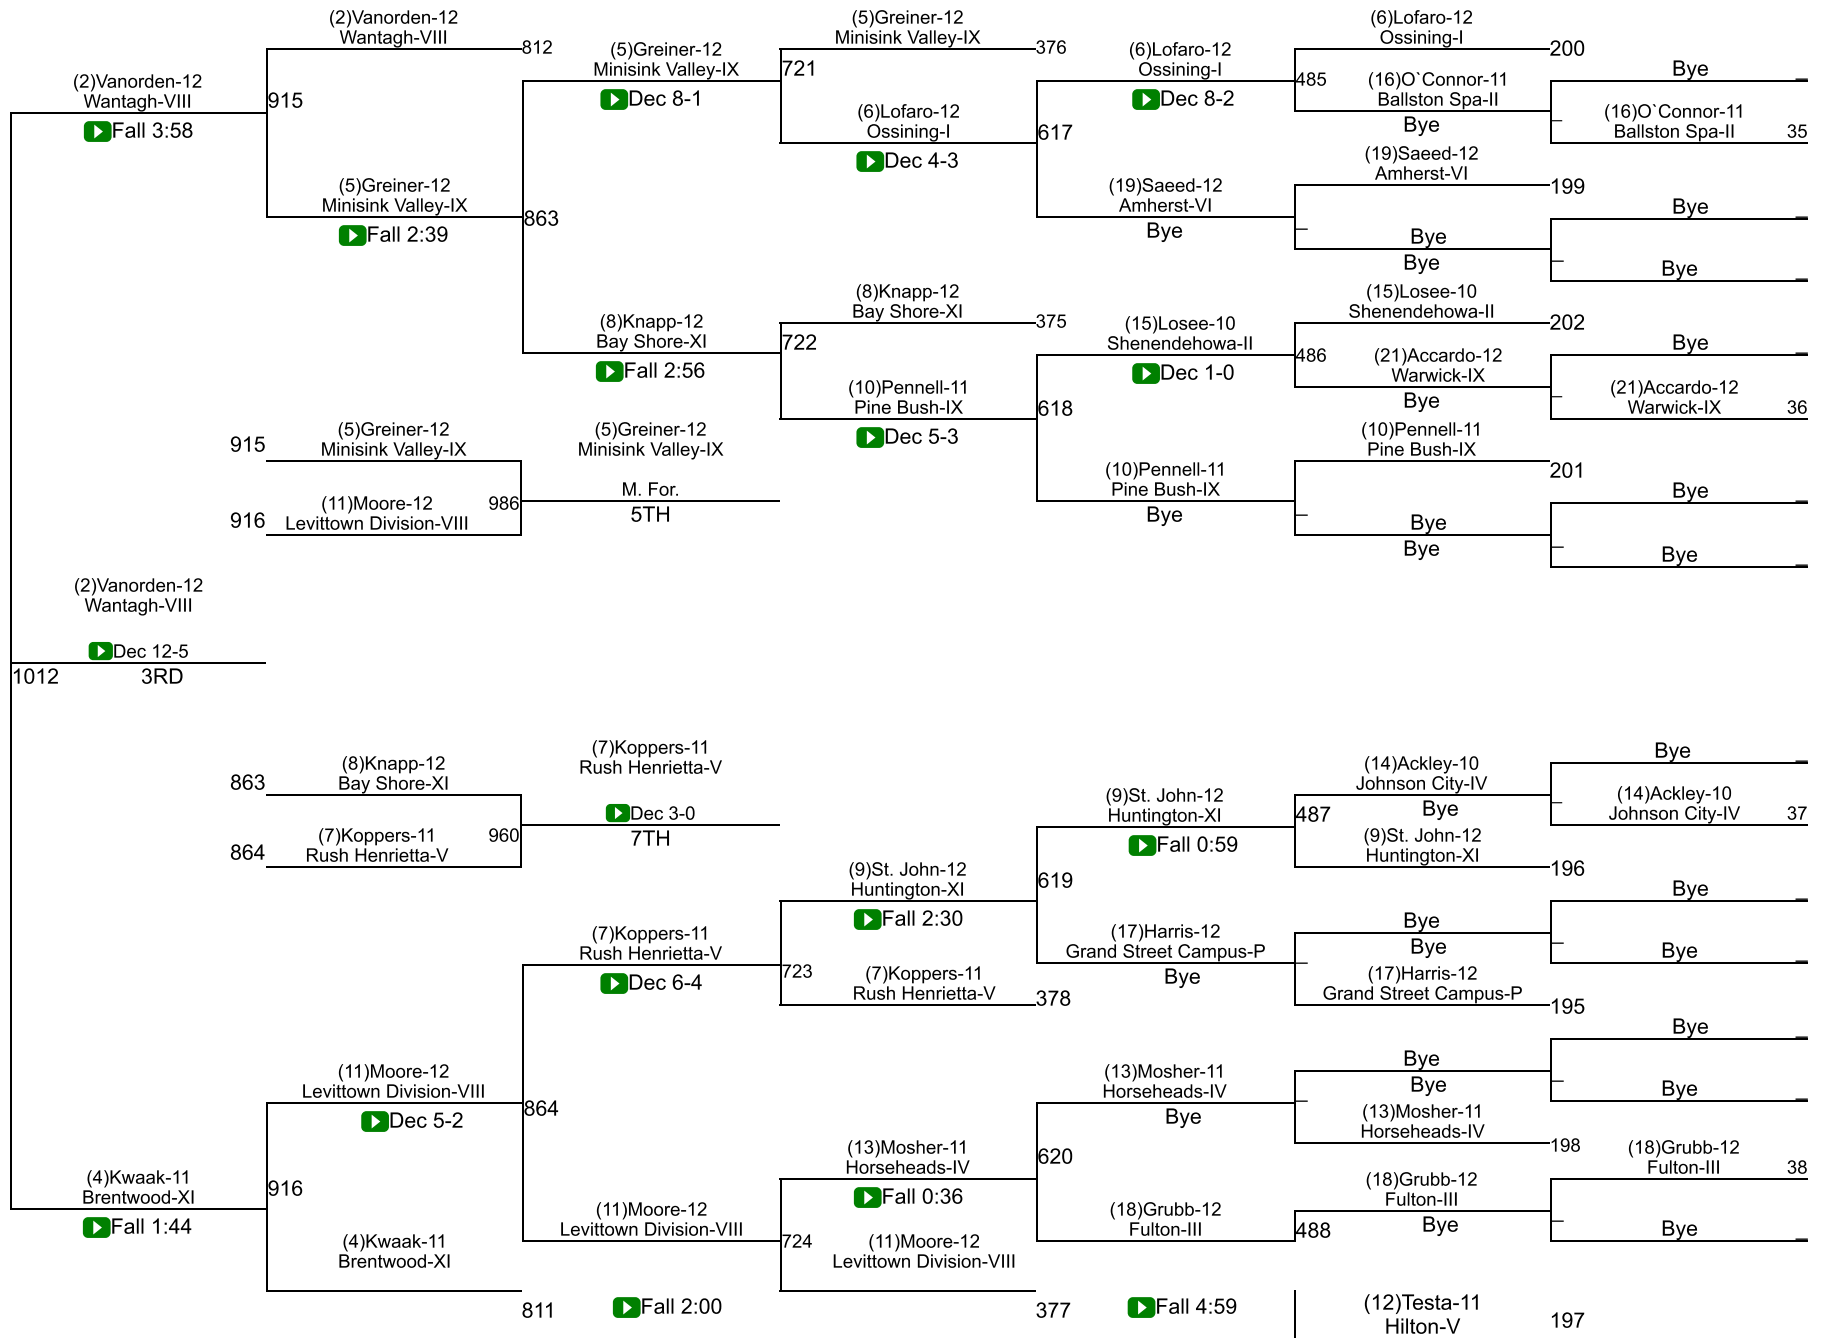 (2)Vanorden-12
Wantagh-VIII
812
(5)Greiner-12
Minisink Valley-IX
376
(6)Lofaro-12
Ossining-I
200
(5)Greiner-12
Minisink Valley-IX
Dec 8-1
721
(6)Lofaro-12
Ossining-I
Dec 8-2
485
(16)O`Connor-11
Ballston Spa-II
Bye
Bye
(2)Vanorden-12
Wantagh-VIII
Fall 3:58
915
(6)Lofaro-12
Ossining-I
Dec 4-3
617
(16)O`Connor-11
Ballston Spa-II
35
(5)Greiner-12
Minisink Valley-IX
Fall 2:39
863
(19)Saeed-12
Amherst-VI
Bye
(19)Saeed-12
Amherst-VI
199
Bye
Bye
Bye
Bye
(8)Knapp-12
Bay Shore-XI
Fall 2:56
(8)Knapp-12
Bay Shore-XI
375
722
(15)Losee-10
Shenendehowa-II
Dec 1-0
(15)Losee-10
Shenendehowa-II
202
486
(21)Accardo-12
Warwick-IX
Bye
Bye
(21)Accardo-12
Warwick-IX
36
(10)Pennell-11
Pine Bush-IX
Dec 5-3
618
915
(5)Greiner-12
Minisink Valley-IX
(5)Greiner-12
Minisink Valley-IX
(10)Pennell-11
Pine Bush-IX
201
916
(11)Moore-12
Levittown Division-VIII
986
M. For.
5TH
(10)Pennell-11
Pine Bush-IX
Bye
Bye
Bye
Bye
Bye
(2)Vanorden-12
Wantagh-VIII
Dec 12-5
1012
3RD
863
(8)Knapp-12
Bay Shore-XI
(7)Koppers-11
Rush Henrietta-V
Dec 3-0
7TH
864
(7)Koppers-11
Rush Henrietta-V
960
(9)St. John-12
Huntington-XI
Fall 0:59
(14)Ackley-10
Johnson City-IV
Bye
487
Bye
(14)Ackley-10
Johnson City-IV
37
(9)St. John-12
Huntington-XI
196
(9)St. John-12
Huntington-XI
Fall 2:30
619
Bye
Bye
Bye
Bye
(7)Koppers-11
Rush Henrietta-V
Dec 6-4
723
(7)Koppers-11
Rush Henrietta-V
378
(17)Harris-12
Grand Street Campus-P
Bye
(17)Harris-12
Grand Street Campus-P
195
(11)Moore-12
Levittown Division-VIII
Dec 5-2
864
(13)Mosher-11
Horseheads-IV
Bye
Bye
Bye
Bye
Bye
(13)Mosher-11
Horseheads-IV
198
(4)Kwaak-11
Brentwood-XI
Fall 1:44
916
(13)Mosher-11
Horseheads-IV
Fall 0:36
620
(18)Grubb-12
Fulton-III
Bye
(18)Grubb-12
Fulton-III
38
Bye
(11)Moore-12
Levittown Division-VIII
(18)Grubb-12
Fulton-III
488
(4)Kwaak-11
Brentwood-XI
724
(11)Moore-12
Levittown Division-VIII
811
Fall 2:00
377
Fall 4:59
(12)Testa-11
Hilton-V
197